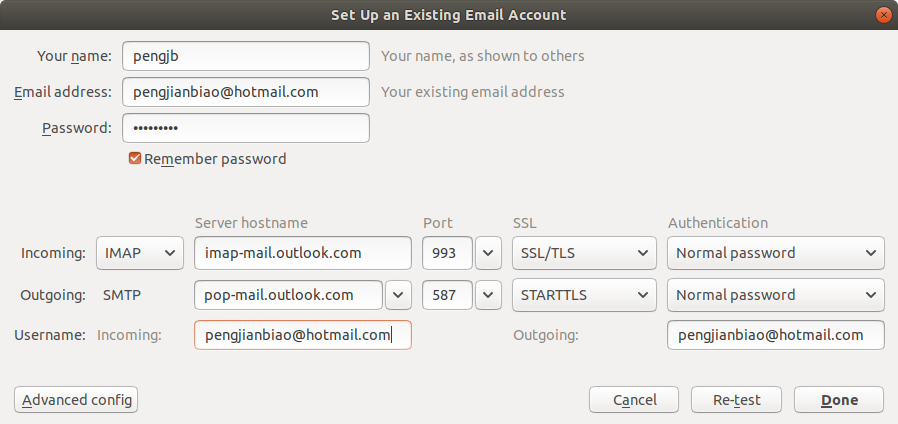 Set Up an Existing Email Account
Your name: pengjb Your name, as shown to others
Email address: pengjianbiao@hotmail.com Your existing email address
Password: •••••••••
Remember password
Server hostname Port SSL Authentication
Incoming: IMAP imap-mail.outlook.com 993 SSL/TLS Normal password
Outgoing: SMTP pop-mail.outlook.com 587 STARTTLS Normal password
Username: Incoming: pengjianbiao@hotmail.com Outgoing: pengjianbiao@hotmail.com
Advanced config Cancel Re-test Done